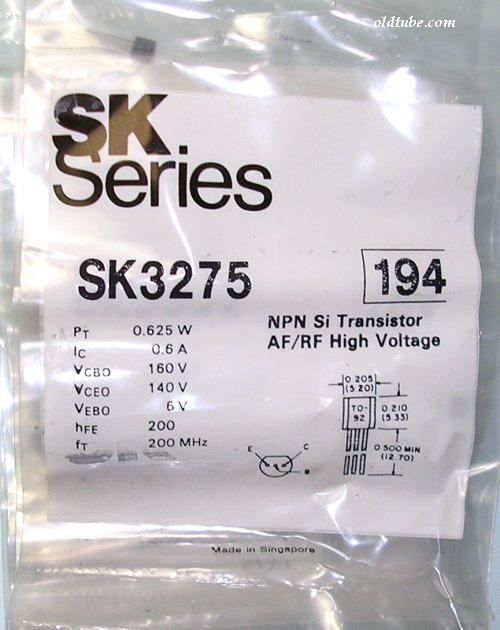 oldtube.com
SK
Series
SK3275
194
NPN Si Transistor
AF/RF High Voltage
PT 0.625 W
IC 0.6 A
VCBO 160 V
VCEO 140 V
VEBO 6 V
hFE 200
fT 200 MHz
0.205
(5.20)
TO-
92
0.210
(5.33)
0.500 MIN
(12.70)
E
C
B
Made in Singapore